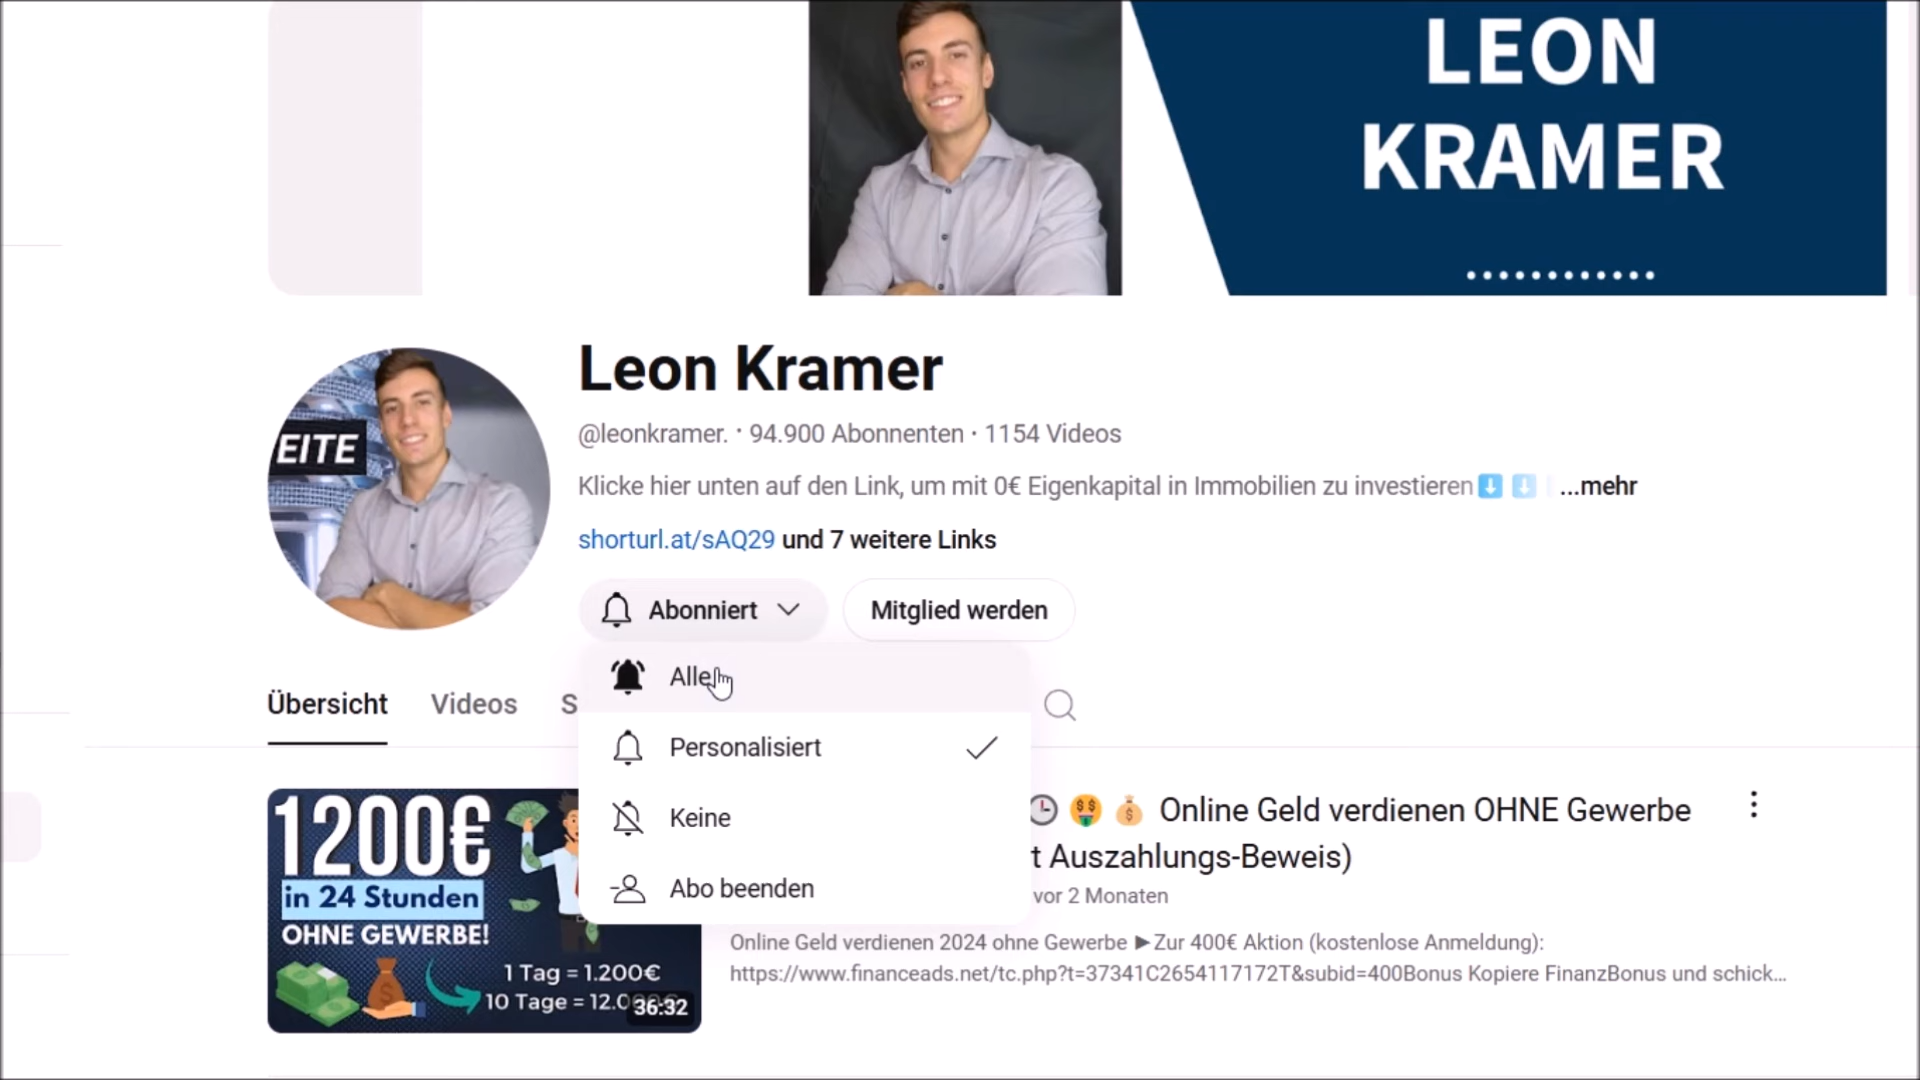 LEON
KRAMER
EITE
Leon Kramer
@leonkramer. · 94.900 Abonnenten · 1154 Videos
Klicke hier unten auf den Link, um mit 0€ Eigenkapital in Immobilien zu investieren⬇️ ⬇️ ...mehr
shorturl.at/sAQ29 und 7 weitere Links
Abonniert
Mitglied werden
Alle
Personalisiert
Keine
Abo beenden
Übersicht
Videos
S
1200€
in 24 Stunden
OHNE GEWERBE!
1 Tag = 1.200€
10 Tage = 12.000€
36:32
🤑 💰 Online Geld verdienen OHNE Gewerbe
t Auszahlungs-Beweis)
vor 2 Monaten
Online Geld verdienen 2024 ohne Gewerbe ►Zur 400€ Aktion (kostenlose Anmeldung):
https://www.financeads.net/tc.php?t=37341C2654117172T&subid=400Bonus Kopiere FinanzBonus und schick...